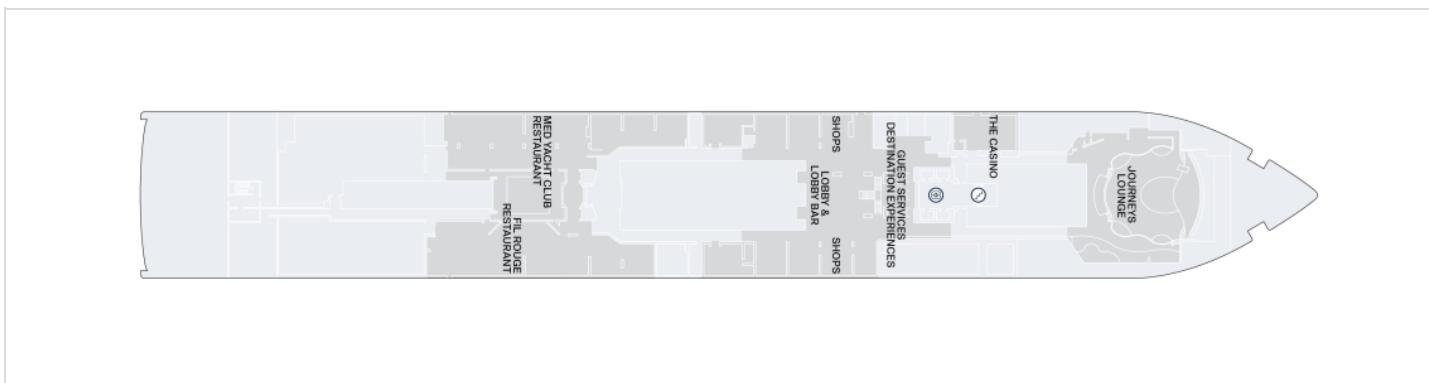 MED YACHT CLUB
RESTAURANT
FIL ROUGE
RESTAURANT
SHOPS
LOBBY &
LOBBY BAR
SHOPS
GUEST SERVICES
DESTINATION EXPERIENCES
THE CASINO
JOURNEYS
LOUNGE